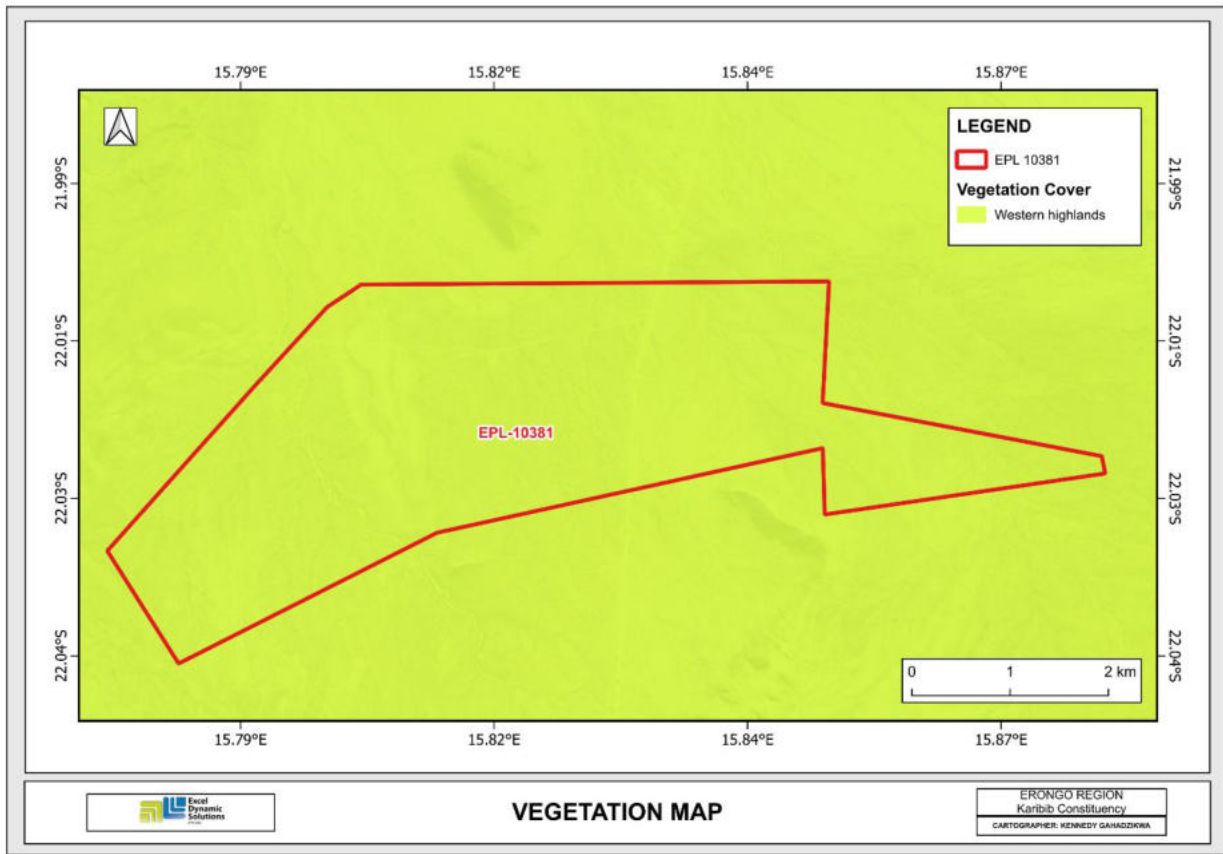 15.79°E 15.82°E 15.84°E 15.87°E
LEGEND
EPL 10381
Vegetation Cover
Western highlands
21.99°S 21.99°S
22.01°S 22.01°S
EPL-10381
22.03°S 22.03°S
22.04°S 22.04°S
0 1 2 km
15.79°E 15.82°E 15.84°E 15.87°E
Excel
Dynamic
Solutions
VEGETATION MAP
ERONGO REGION
Karibib Constituency
CARTOGRAPHER: KENNEDY GAHADZIKWA